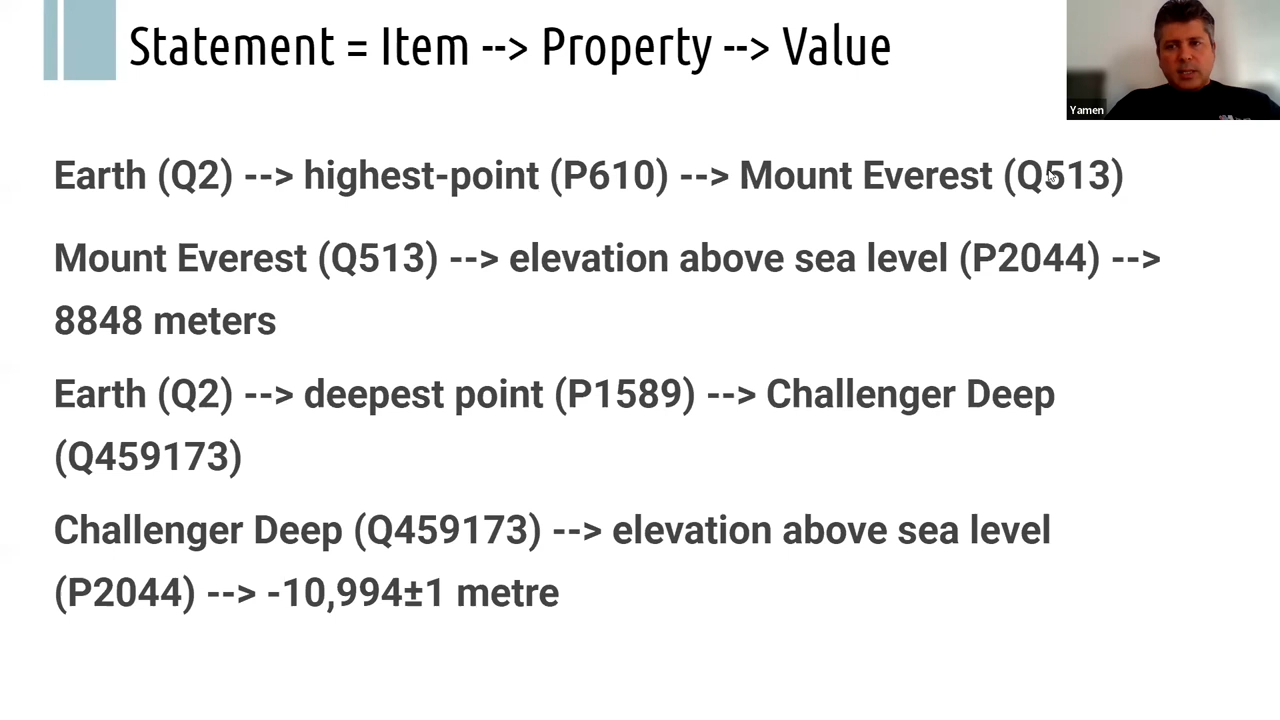 Statement = Item --> Property --> Value
Yamen
Earth (Q2) --> highest-point (P610) --> Mount Everest (Q513)
Mount Everest (Q513) --> elevation above sea level (P2044) -->
8848 meters
Earth (Q2) --> deepest point (P1589) --> Challenger Deep
(Q459173)
Challenger Deep (Q459173) --> elevation above sea level
(P2044) --> -10,994±1 metre